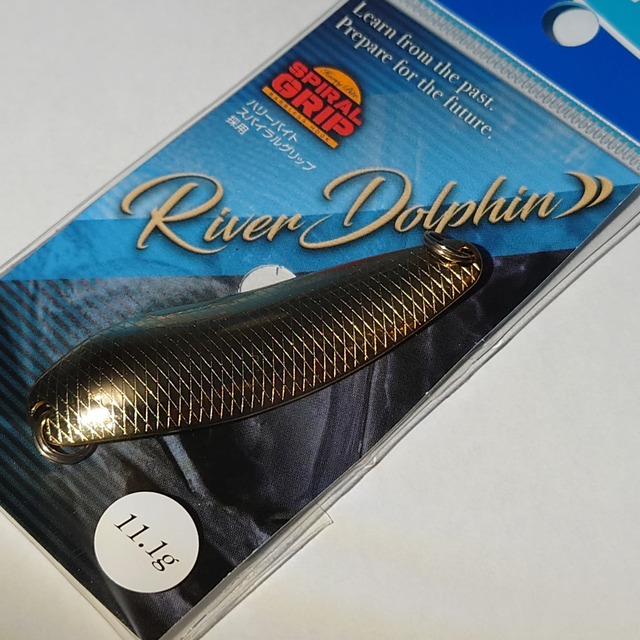 Learn from the past.
Prepare for the future.
SPIRAL
GRIP
ハリーバイト
スパイラルグリップ
採用
River Dolphin
11.1g